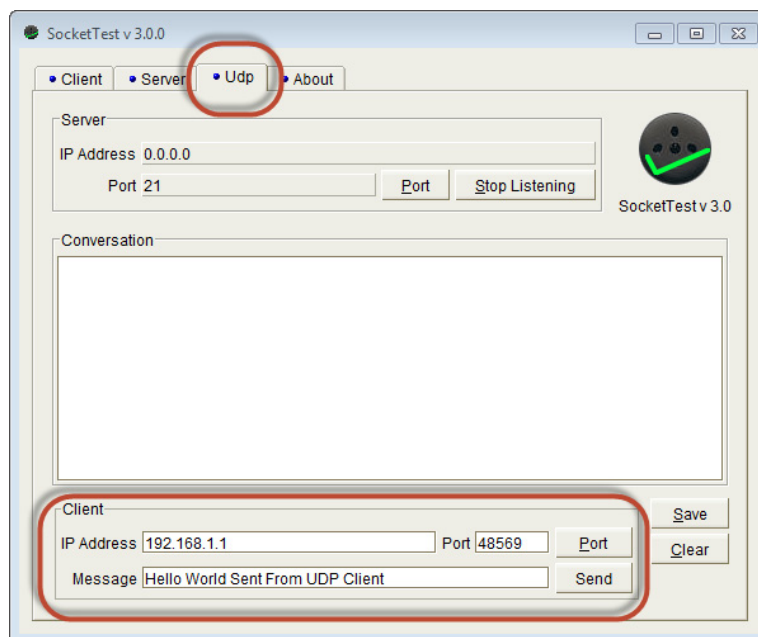 SocketTest v 3.0.0
Client Server Udp About
Server
IP Address 0.0.0.0
Port 21 Port Stop Listening
SocketTest v 3.0
Conversation
Client
IP Address 192.168.1.1 Port 48569 Port
Message Hello World Sent From UDP Client Send
Save
Clear